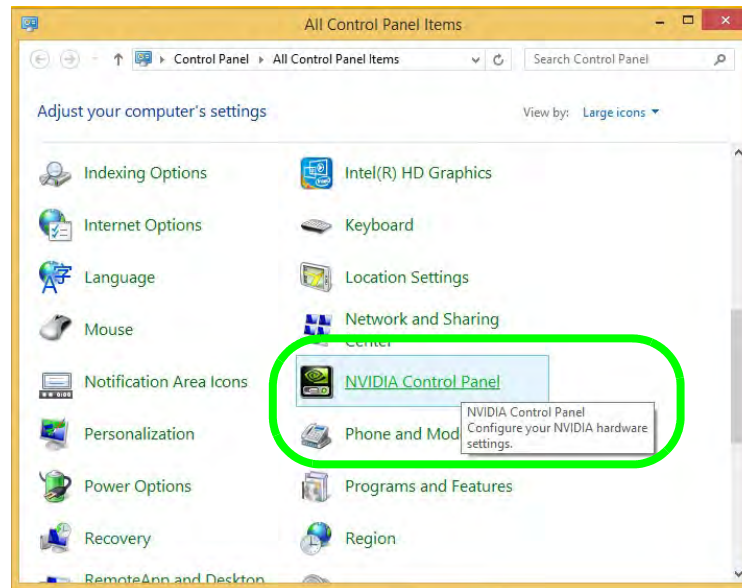 All Control Panel Items
Control Panel All Control Panel Items Search Control Panel
Adjust your computer's settings View by: Large icons
Indexing Options Intel(R) HD Graphics
Internet Options Keyboard
Language Location Settings
Mouse Network and Sharing
Center
Notification Area Icons NVIDIA Control Panel
NVIDIA Control Panel
Personalization Phone and Mod Configure your NVIDIA hardware
settings.
Power Options Programs and Features
Recovery Region
RemoteApp and Desktop